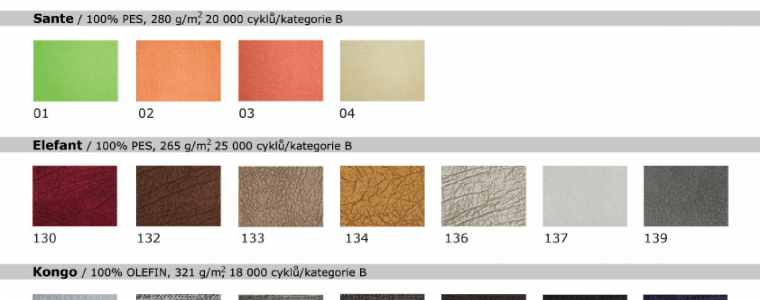 Sante / 100% PES, 280 g/m², 20 000 cyklů/kategorie B
01 02 03 04
Elefant / 100% PES, 265 g/m², 25 000 cyklů/kategorie B
130 132 133 134 136 137 139
Kongo / 100% OLEFIN, 321 g/m², 18 000 cyklů/kategorie B